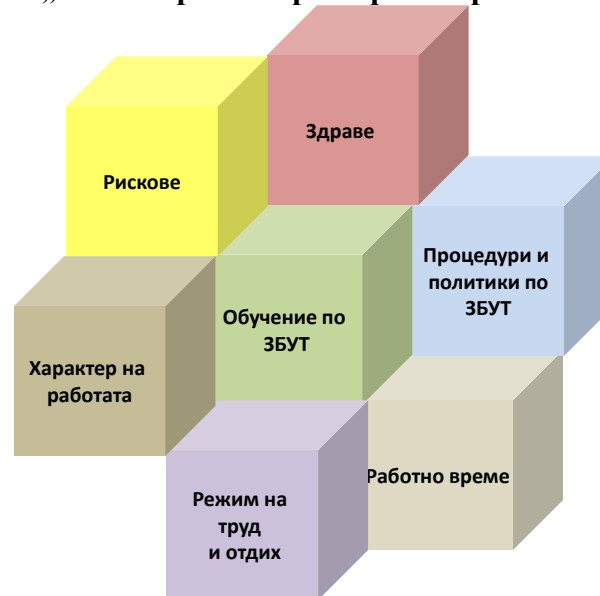 Здраве
Рискове
Процедури и
политики по
ЗБУТ
Обучение по
ЗБУТ
Характер на
работата
Работно време
Режим на
труд
и отдих